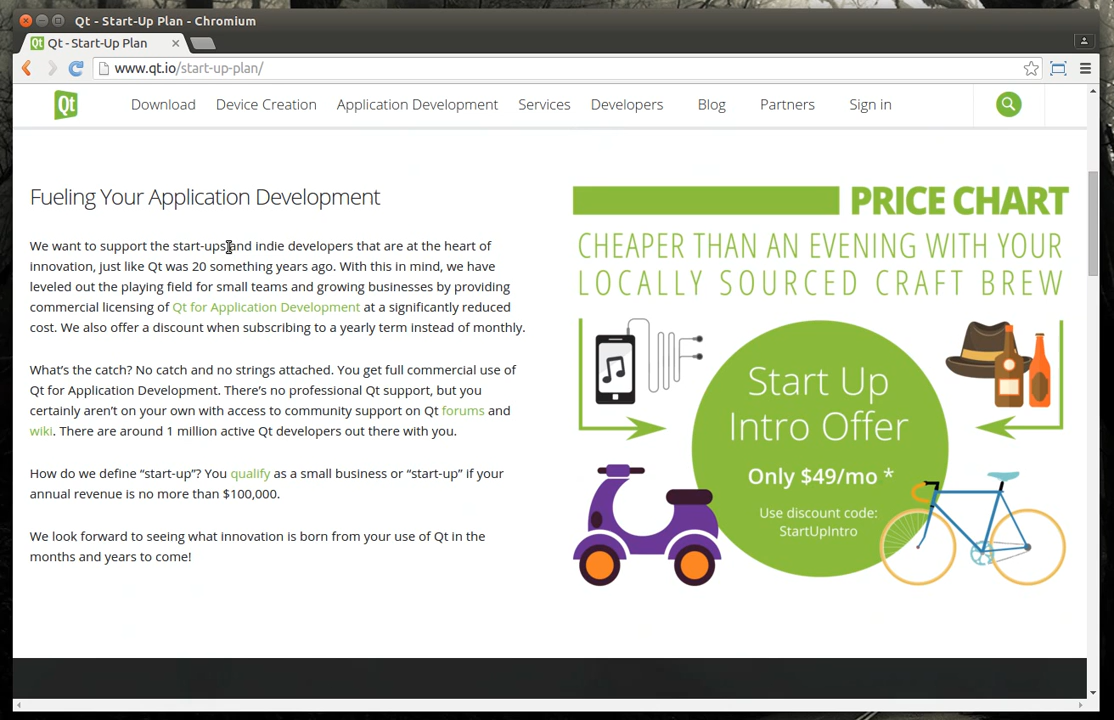 Qt - Start-Up Plan - Chromium
Qt Qt - Start-Up Plan
www.qt.io/start-up-plan/
Qt Download Device Creation Application Development Services Developers Blog Partners Sign in
Fueling Your Application Development
We want to support the start-ups and indie developers that are at the heart of
innovation, just like Qt was 20 something years ago. With this in mind, we have
leveled out the playing field for small teams and growing businesses by providing
commercial licensing of Qt for Application Development at a significantly reduced
cost. We also offer a discount when subscribing to a yearly term instead of monthly.
What’s the catch? No catch and no strings attached. You get full commercial use of
Qt for Application Development. There’s no professional Qt support, but you
certainly aren’t on your own with access to community support on Qt forums and
wiki. There are around 1 million active Qt developers out there with you.
How do we define “start-up”? You qualify as a small business or “start-up” if your
annual revenue is no more than $100,000.
We look forward to seeing what innovation is born from your use of Qt in the
months and years to come!
PRICE CHART
CHEAPER THAN AN EVENING WITH YOUR
LOCALLY SOURCED CRAFT BREW
Start Up
Intro Offer
Only $49/mo *
Use discount code:
StartUpIntro